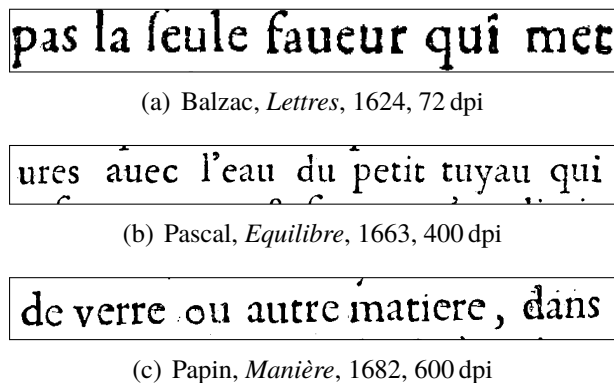 pas la ſeule faueur qui met
(a) Balzac, Lettres, 1624, 72 dpi
ures auec l'eau du petit tuyau qui
(b) Pascal, Equilibre, 1663, 400 dpi
de verre ou autre matiere, dans
(c) Papin, Manière, 1682, 600 dpi